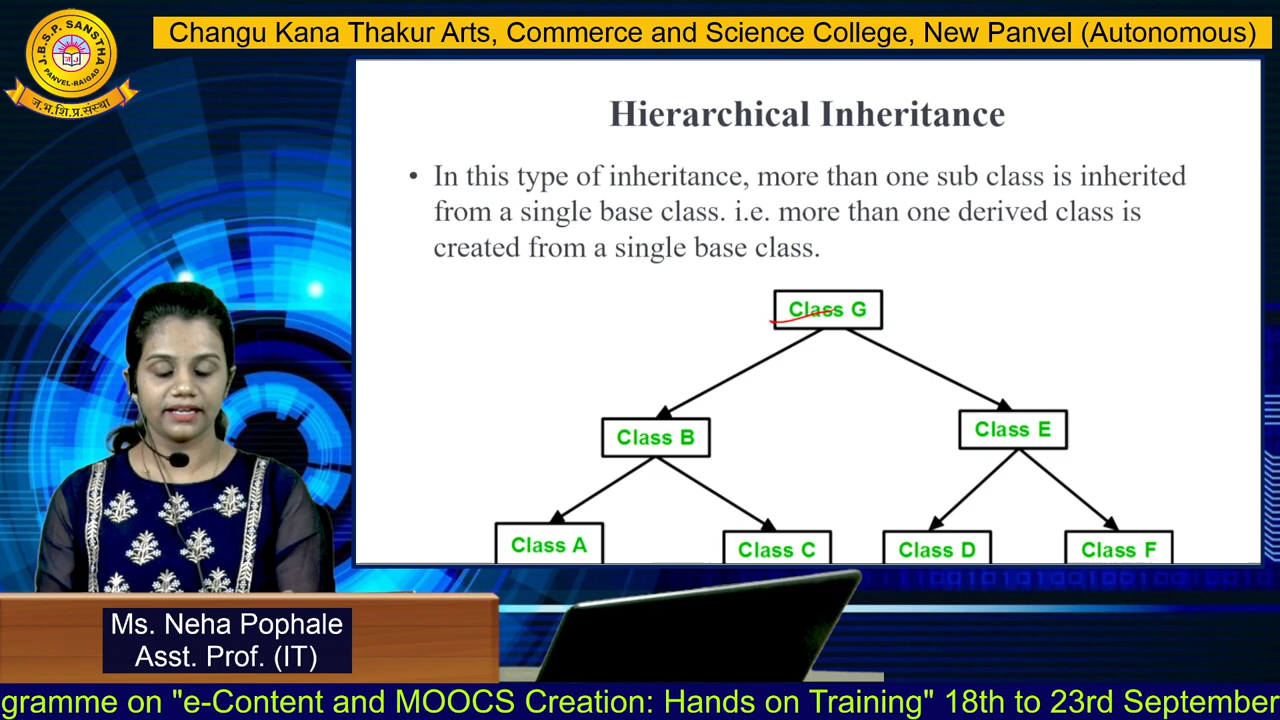 J.B.S.P. SANSTHA
PANVEL-RAIGAD
ज.भ.शि.प्र.संस्था
Changu Kana Thakur Arts, Commerce and Science College, New Panvel (Autonomous)
Hierarchical Inheritance
• In this type of inheritance, more than one sub class is inherited
from a single base class. i.e. more than one derived class is
created from a single base class.
Class G
Class B
Class E
Class A
Class C
Class D
Class F
Ms. Neha Pophale
Asst. Prof. (IT)
gramme on "e-Content and MOOCS Creation: Hands on Training" 18th to 23rd September